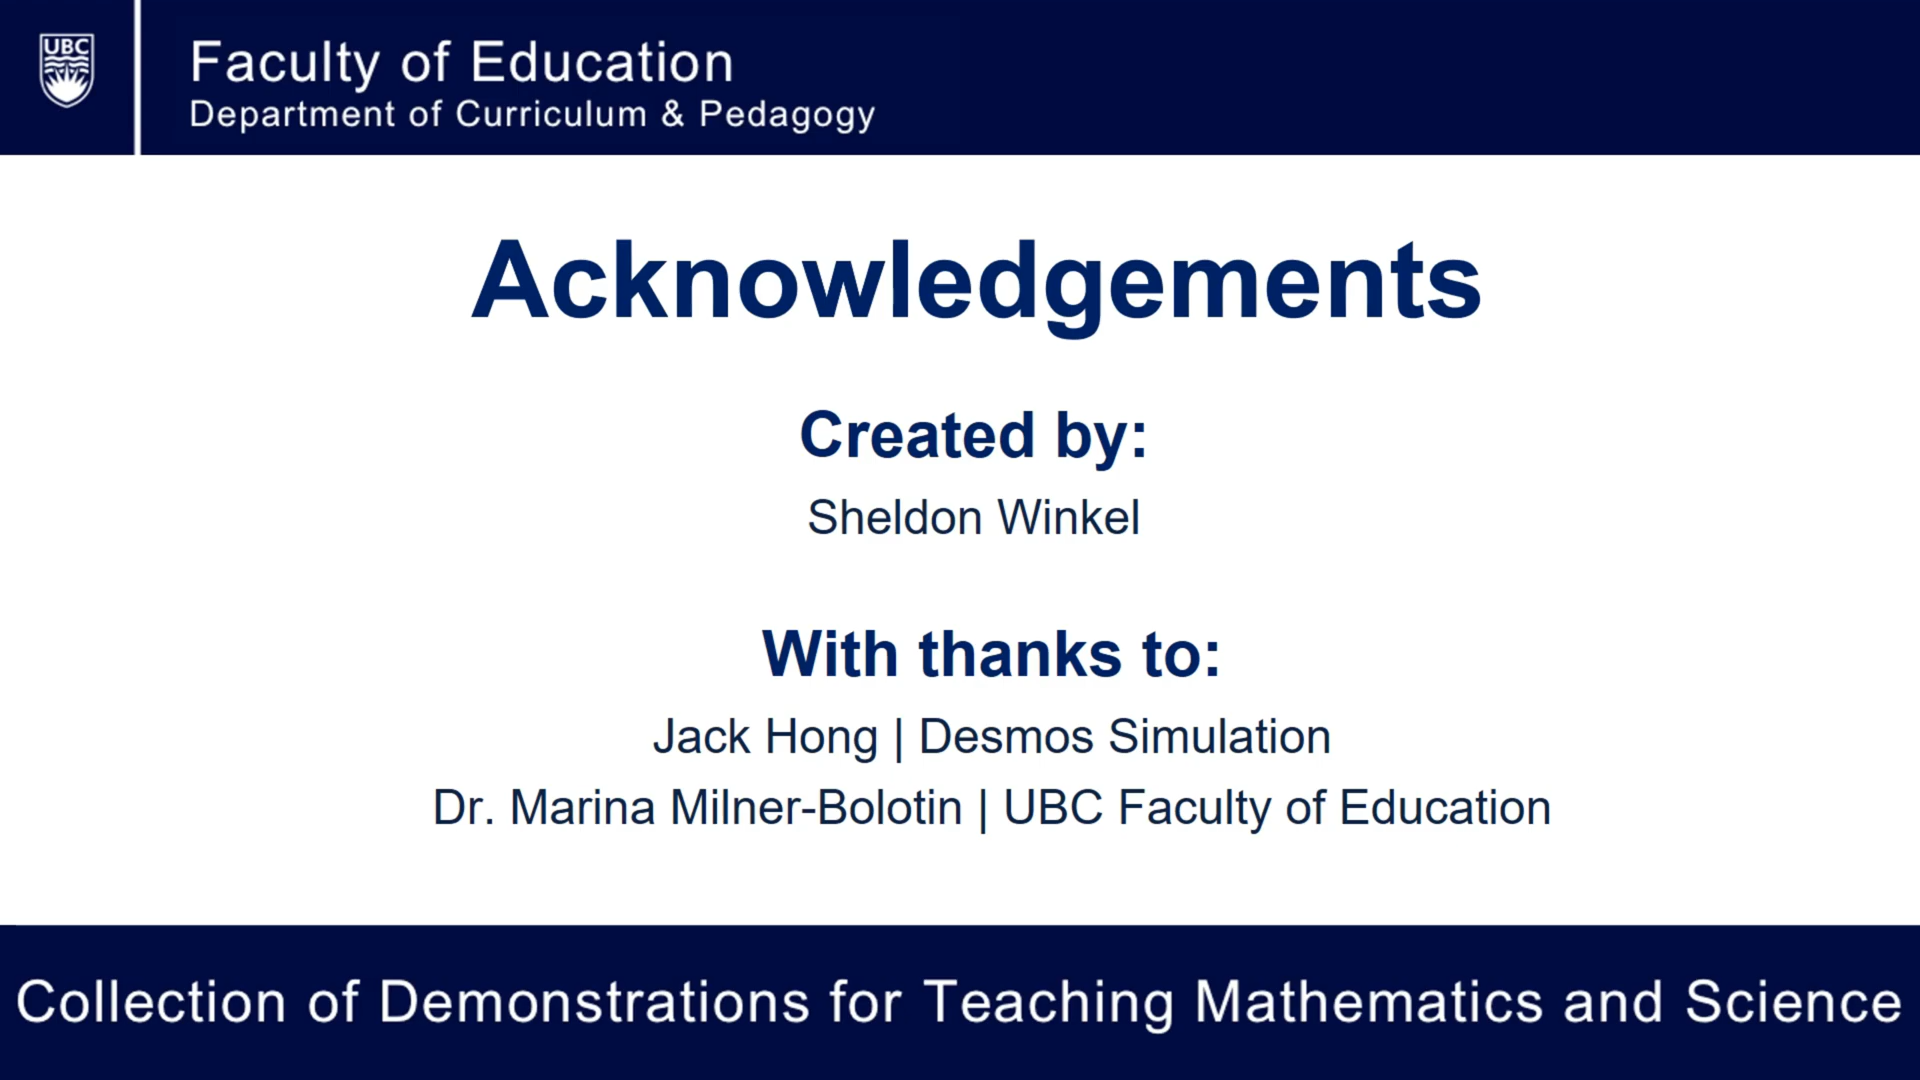 UBC
Faculty of Education
Department of Curriculum & Pedagogy
Acknowledgements
Created by:
Sheldon Winkel
With thanks to:
Jack Hong | Desmos Simulation
Dr. Marina Milner-Bolotin | UBC Faculty of Education
Collection of Demonstrations for Teaching Mathematics and Science